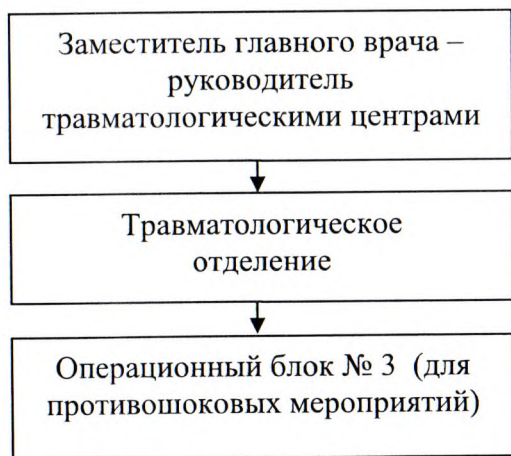 Заместитель главного врача –
руководитель
травматологическими центрами
Травматологическое
отделение
Операционный блок № 3 (для
противошоковых мероприятий)